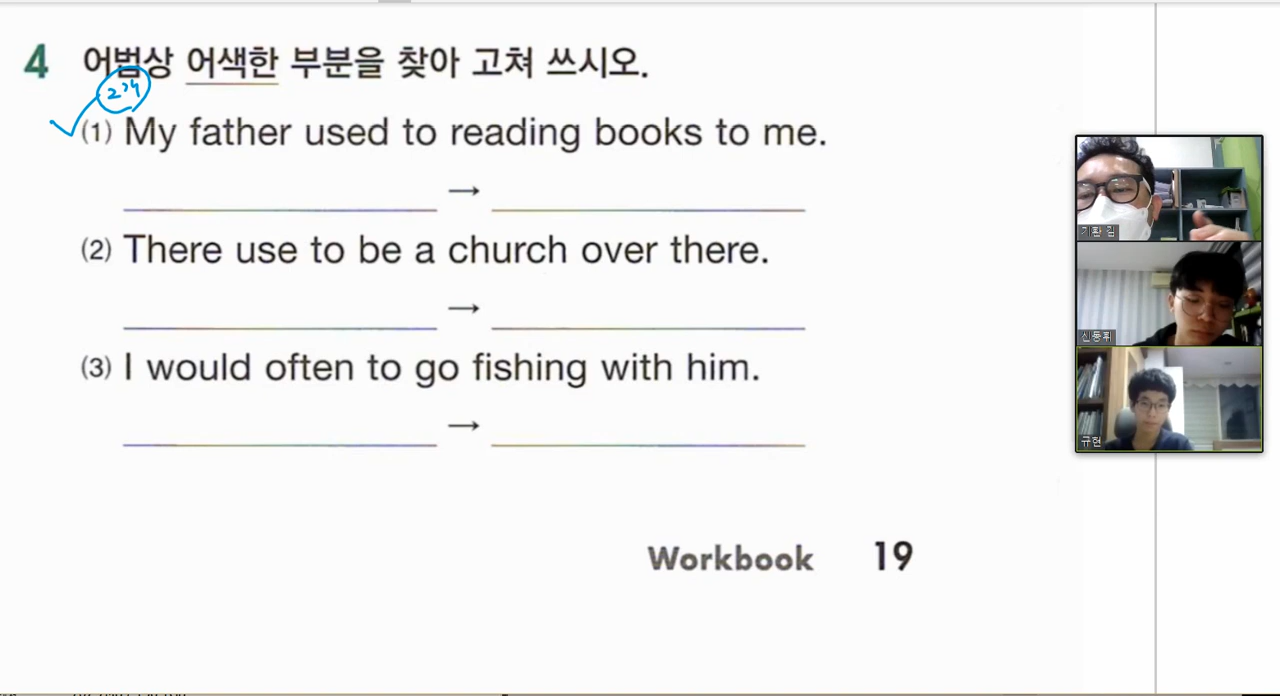 4 어법상 어색한 부분을 찾아 고쳐 쓰시오.
(1) My father used to reading books to me.
→
(2) There use to be a church over there.
→
(3) I would often to go fishing with him.
→
Workbook 19
기환 김
신동휘
규현